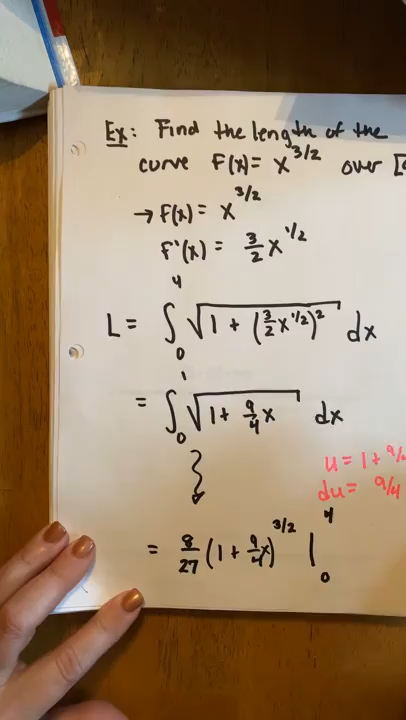 Ex: Find the length of the
curve F(x)= x^3/2 over [
→ f(x) = x^3/2
f'(x) = 3/2 x^1/2
L = ∫_0^4 √(1 + (3/2 x^1/2)^2) dx
= ∫_0^1 √(1 + 9/4 x) dx
u = 1 + 9/
du = 9/4
= 8/27 (1 + 9/4 x)^3/2 |_0^4